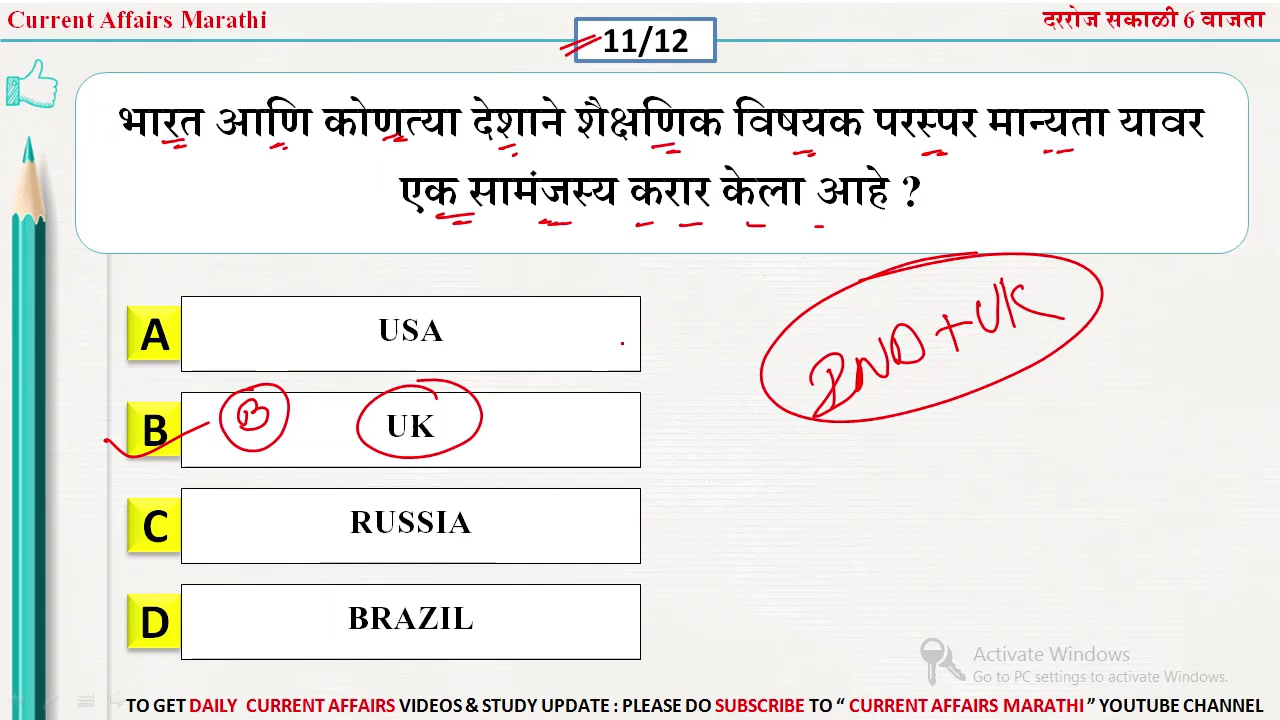 Current Affairs Marathi
दररोज सकाळी 6 वाजता
11/12
भारत आणि कोणत्या देशाने शैक्षणिक विषयक परस्पर मान्यता यावर
एक सामंजस्य करार केला आहे ?
IND+UK
A USA
B B UK
C RUSSIA
D BRAZIL
Activate Windows
Go to PC settings to activate Windows.
TO GET DAILY CURRENT AFFAIRS VIDEOS & STUDY UPDATE : PLEASE DO SUBSCRIBE TO “ CURRENT AFFAIRS MARATHI ” YOUTUBE CHANNEL